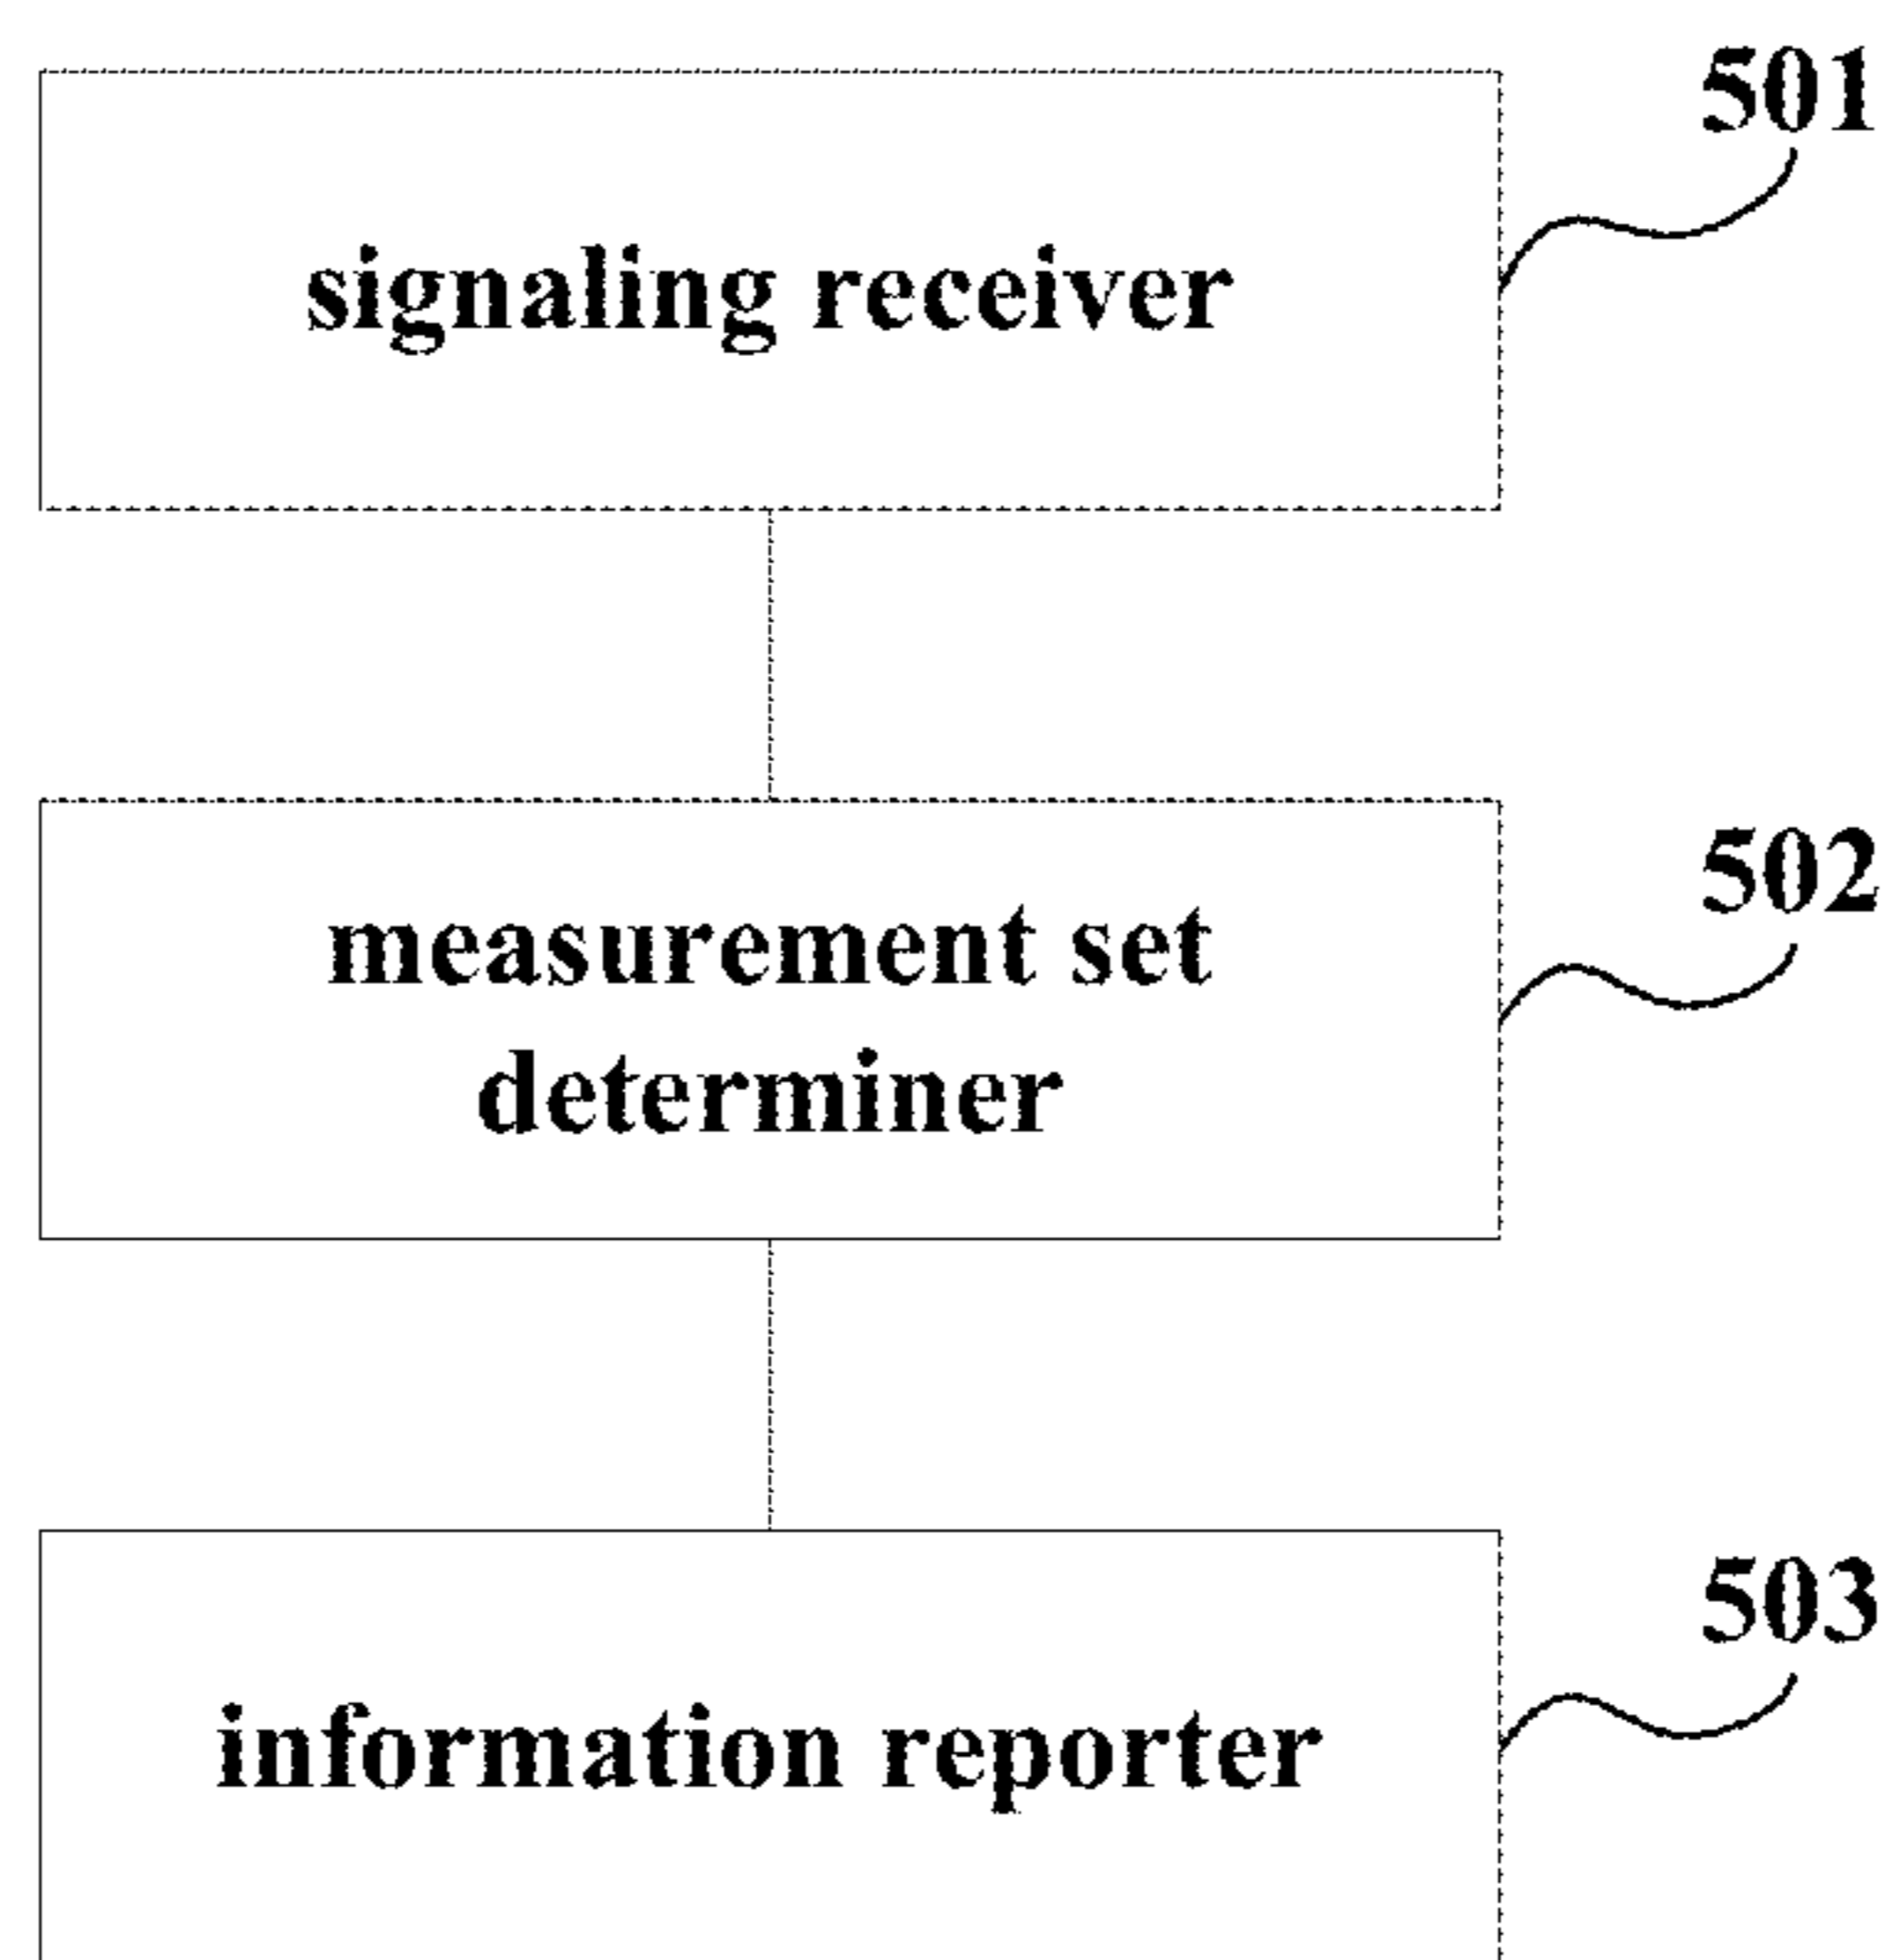 501
signaling receiver
502
measurement set
determiner
503
information reporter